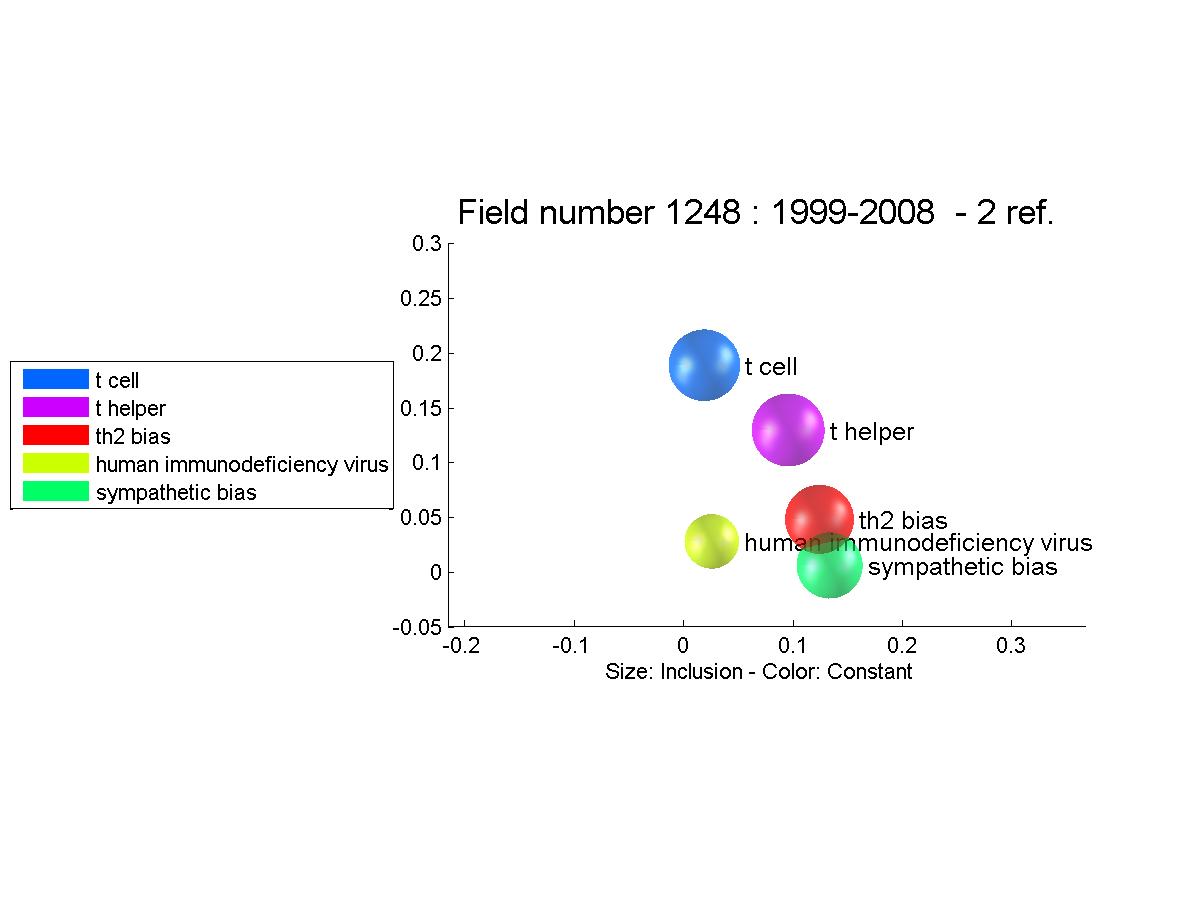 Field number 1248 : 1999-2008  - 2 ref.
0.3
0.25
0.2
0.15
0.1
0.05
0
-0.05
-0.2
-0.1
0
0.1
0.2
0.3
Size: Inclusion - Color: Constant
t cell
t helper
th2 bias
human immunodeficiency virus
sympathetic bias
t cell
t helper
th2 bias
human immunodeficiency virus
sympathetic bias